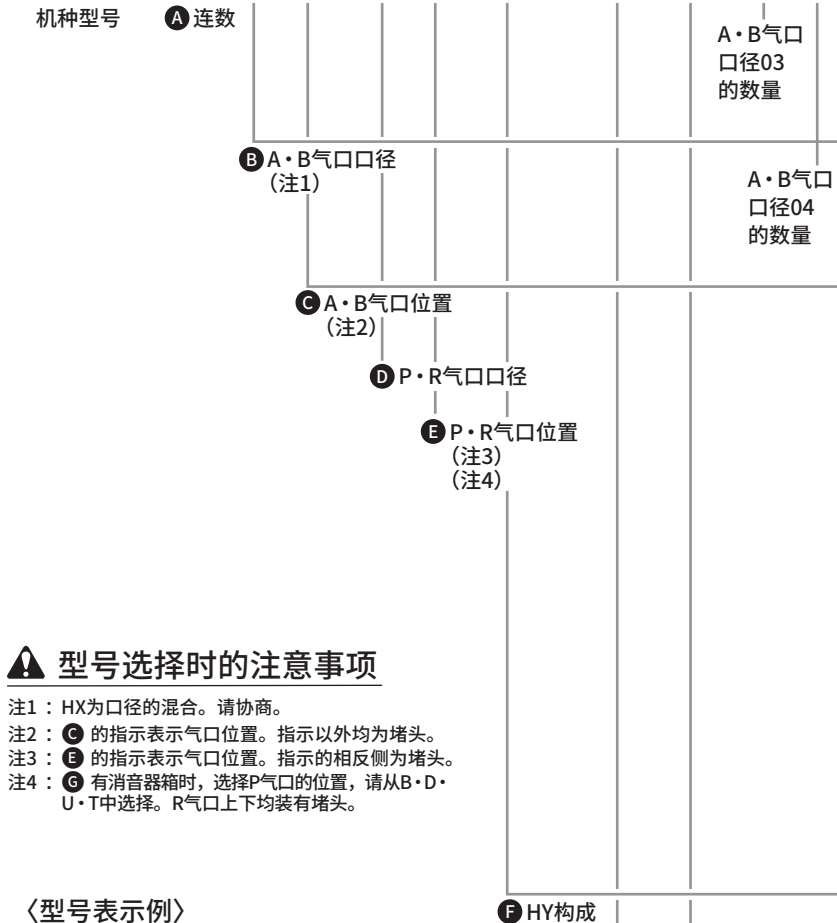 机种型号
A 连数
A・B气口
口径03
的数量
B A・B气口口径
（注1）
A・B气口
口径04
的数量
C A・B气口位置
（注2）
D P・R气口口径
E P・R气口位置
（注3）
（注4）
型号选择时的注意事项
注1 ：HX为口径的混合。请协商。
注2 ：C 的指示表示气口位置。指示以外均为堵头。
注3 ：E 的指示表示气口位置。指示的相反侧为堵头。
注4 ：G 有消音器箱时，选择P气口的位置，请从B・D・
U・T中选择。R气口上下均装有堵头。
〈型号表示例〉
F HY构成